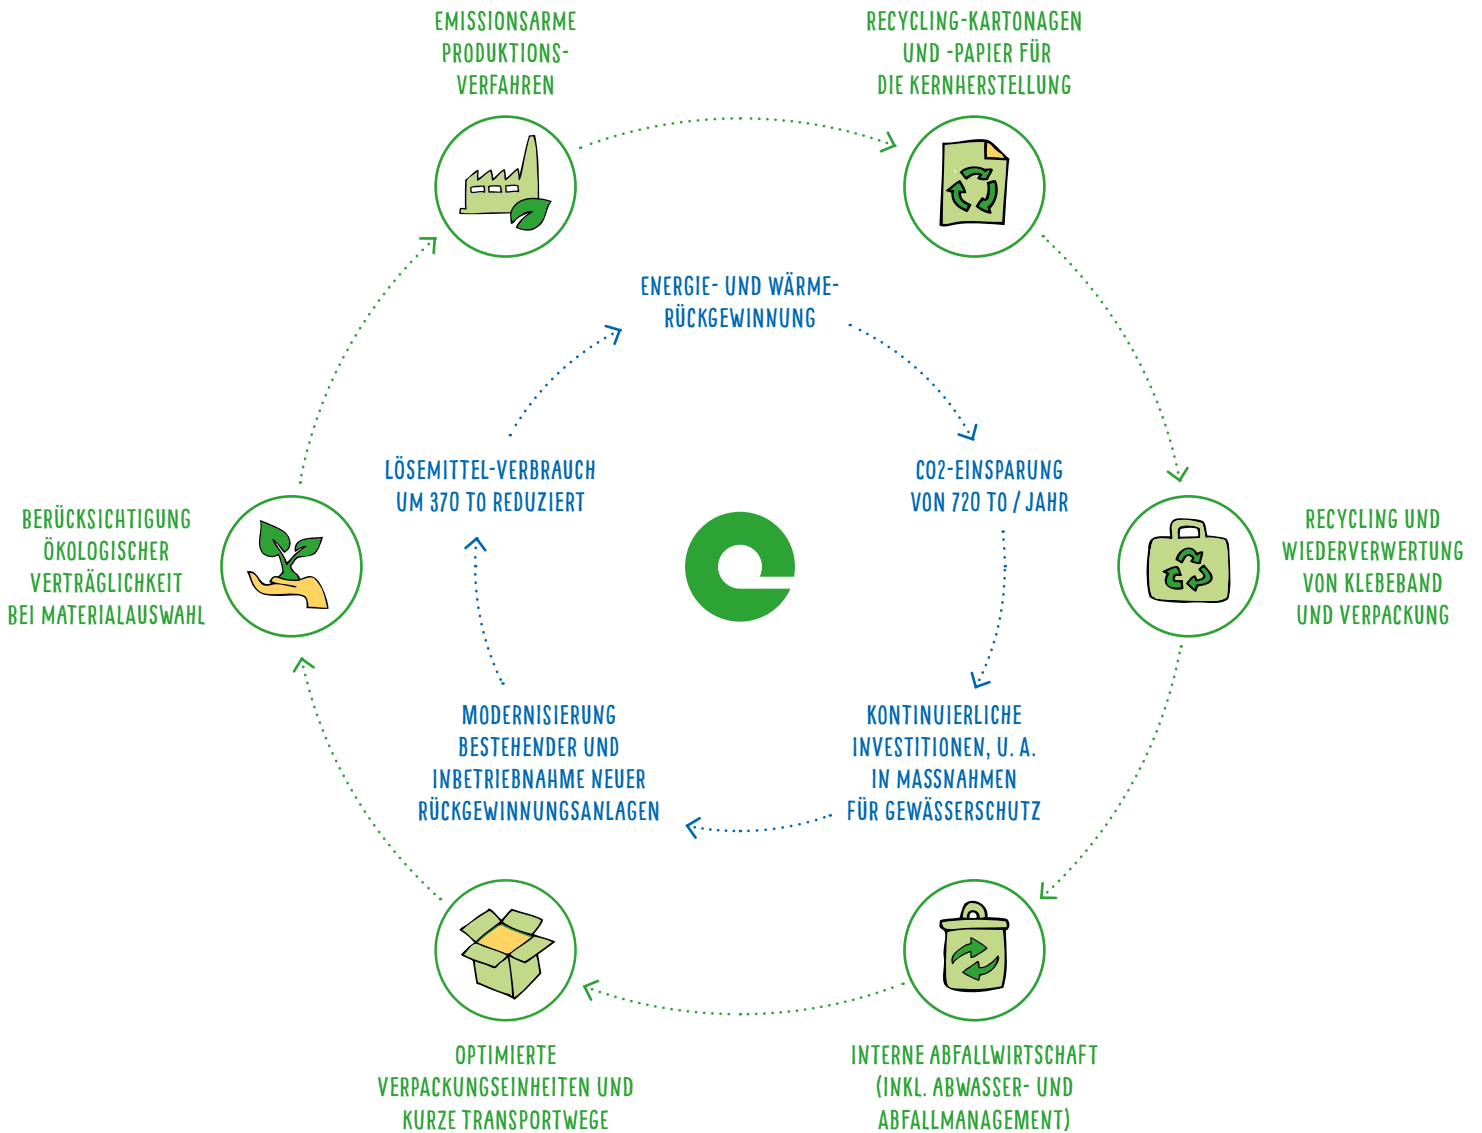 EMISSIONSARME
PRODUKTIONS-
VERFAHREN
RECYCLING-KARTONAGEN
UND -PAPIER FÜR
DIE KERNHERSTELLUNG
ENERGIE- UND WÄRME-
RÜCKGEWINNUNG
LÖSEMITTEL-VERBRAUCH
UM 370 TO REDUZIERT
CO2-EINSPARUNG
VON 720 TO / JAHR
BERÜCKSICHTIGUNG
ÖKOLOGISCHER
VERTRÄGLICHKEIT
BEI MATERIALAUSWAHL
RECYCLING UND
WIEDERVERWERTUNG
VON KLEBEBAND
UND VERPACKUNG
MODERNISIERUNG
BESTEHENDER UND
INBETRIEBNAHME NEUER
RÜCKGEWINNUNGSANLAGEN
KONTINUIERLICHE
INVESTITIONEN, U. A.
IN MASSNAHMEN
FÜR GEWÄSSERSCHUTZ
OPTIMIERTE
VERPACKUNGSEINHEITEN UND
KURZE TRANSPORTWEGE
INTERNE ABFALLWIRTSCHAFT
(INKL. ABWASSER- UND
ABFALLMANAGEMENT)